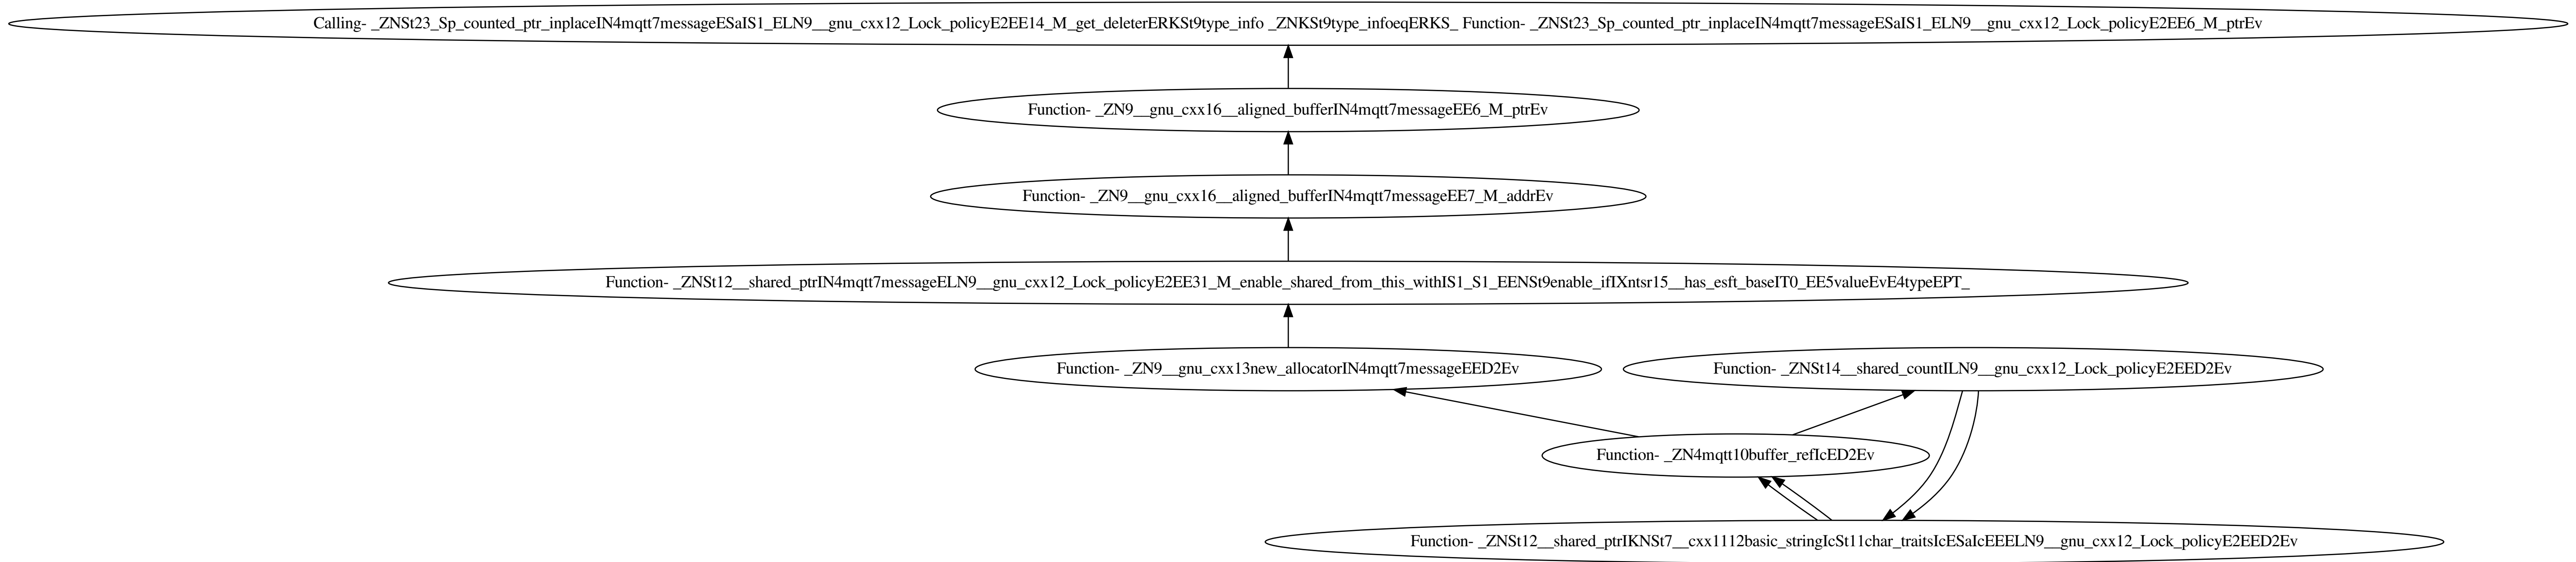 Calling- _ZNSt23_Sp_counted_ptr_inplaceIN4mqtt7messageESaIS1_ELN9__gnu_cxx12_Lock_policyE2EE14_M_get_deleterERKSt9type_info _ZNKSt9type_infoeqERKS_ Function- _ZNSt23_Sp_counted_ptr_inplaceIN4mqtt7messageESaIS1_ELN9__gnu_cxx12_Lock_policyE2EE6_M_ptrEv
Function- _ZN9__gnu_cxx16__aligned_bufferIN4mqtt7messageEE6_M_ptrEv
Function- _ZN9__gnu_cxx16__aligned_bufferIN4mqtt7messageEE7_M_addrEv
Function- _ZNSt12__shared_ptrIN4mqtt7messageELN9__gnu_cxx12_Lock_policyE2EE31_M_enable_shared_from_this_withIS1_S1_EENSt9enable_ifIXntsr15__has_esft_baseIT0_EE5valueEvE4typeEPT_
Function- _ZN9__gnu_cxx13new_allocatorIN4mqtt7messageEED2Ev
Function- _ZNSt14__shared_countILN9__gnu_cxx12_Lock_policyE2EED2Ev
Function- _ZN4mqtt10buffer_refIcED2Ev
Function- _ZNSt12__shared_ptrIKNSt7__cxx1112basic_stringIcSt11char_traitsIcESaIcEEELN9__gnu_cxx12_Lock_policyE2EED2Ev